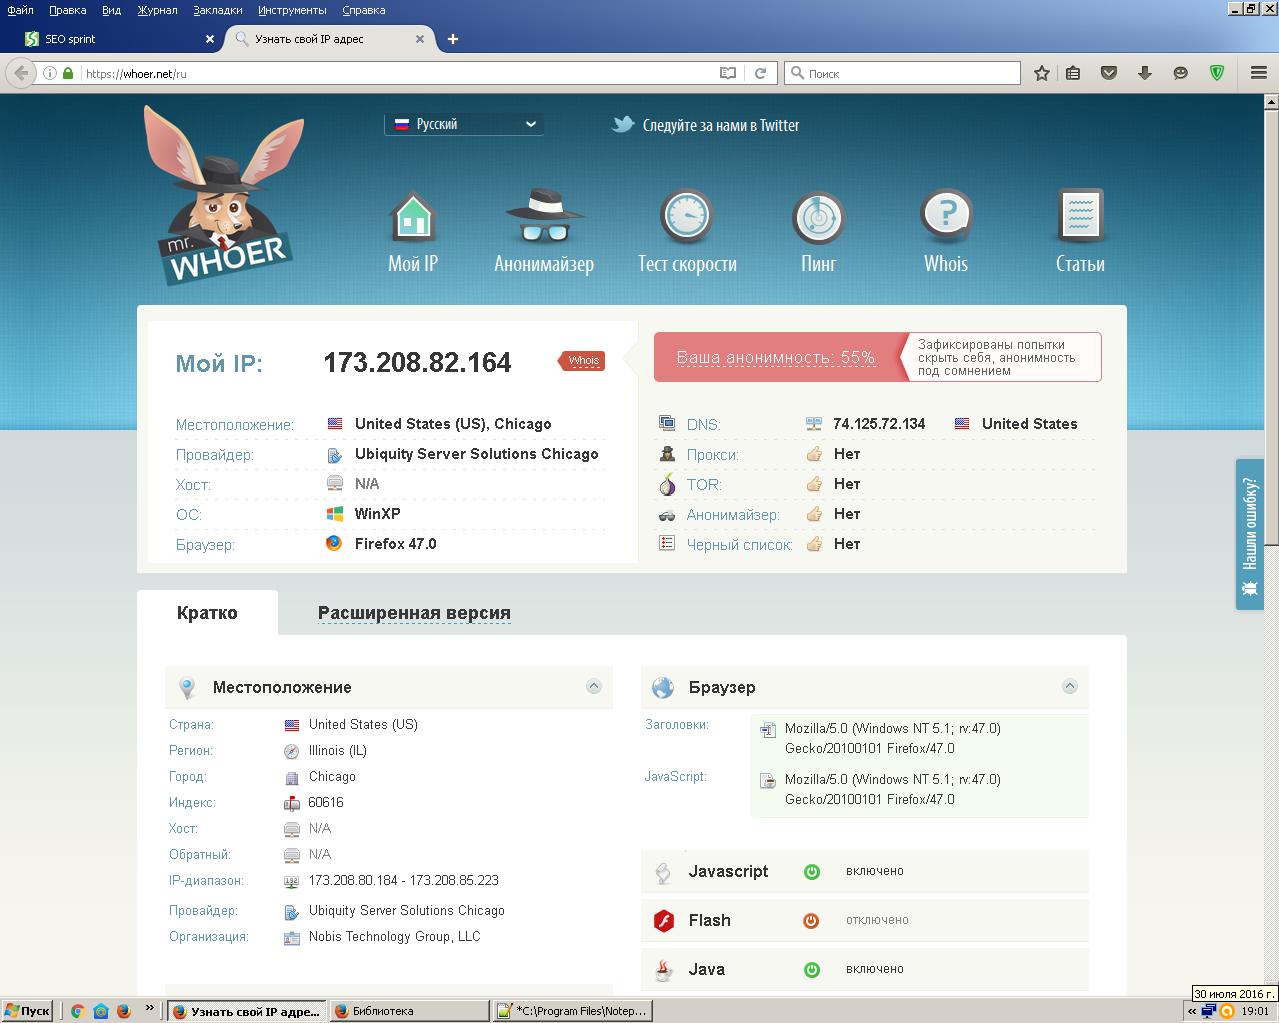 Файл Правка Вид Журнал Закладки Инструменты Справка
SEO sprint
Узнать свой IP адрес
https://whoer.net/ru
Поиск
Русский
Следуйте за нами в Twitter
mr. WHOER
Мой IP
Анонимайзер
Тест скорости
Пинг
Whois
Статьи
Мой IP: 173.208.82.164 Whois
Ваша анонимность: 55%
Зафиксированы попытки
скрыть себя, анонимность
под сомнением
Местоположение: United States (US), Chicago
Провайдер: Ubiquity Server Solutions Chicago
Хост: N/A
ОС: WinXP
Браузер: Firefox 47.0
DNS: 74.125.72.134 United States
Прокси: Нет
TOR: Нет
Анонимайзер: Нет
Черный список: Нет
Нашли ошибку?
Кратко
Расширенная версия
Местоположение
Страна: United States (US)
Регион: Illinois (IL)
Город: Chicago
Индекс: 60616
Хост: N/A
Обратный: N/A
IP-диапазон: 173.208.80.184 - 173.208.85.223
Провайдер: Ubiquity Server Solutions Chicago
Организация: Nobis Technology Group, LLC
Браузер
Заголовки: Mozilla/5.0 (Windows NT 5.1; rv:47.0)
Gecko/20100101 Firefox/47.0
JavaScript: Mozilla/5.0 (Windows NT 5.1; rv:47.0)
Gecko/20100101 Firefox/47.0
Javascript включено
Flash отключено
Java включено
30 июля 2016 г.
Пуск
Узнать свой IP адре...
Библиотека
*C:\Program Files\Notep...
19:01